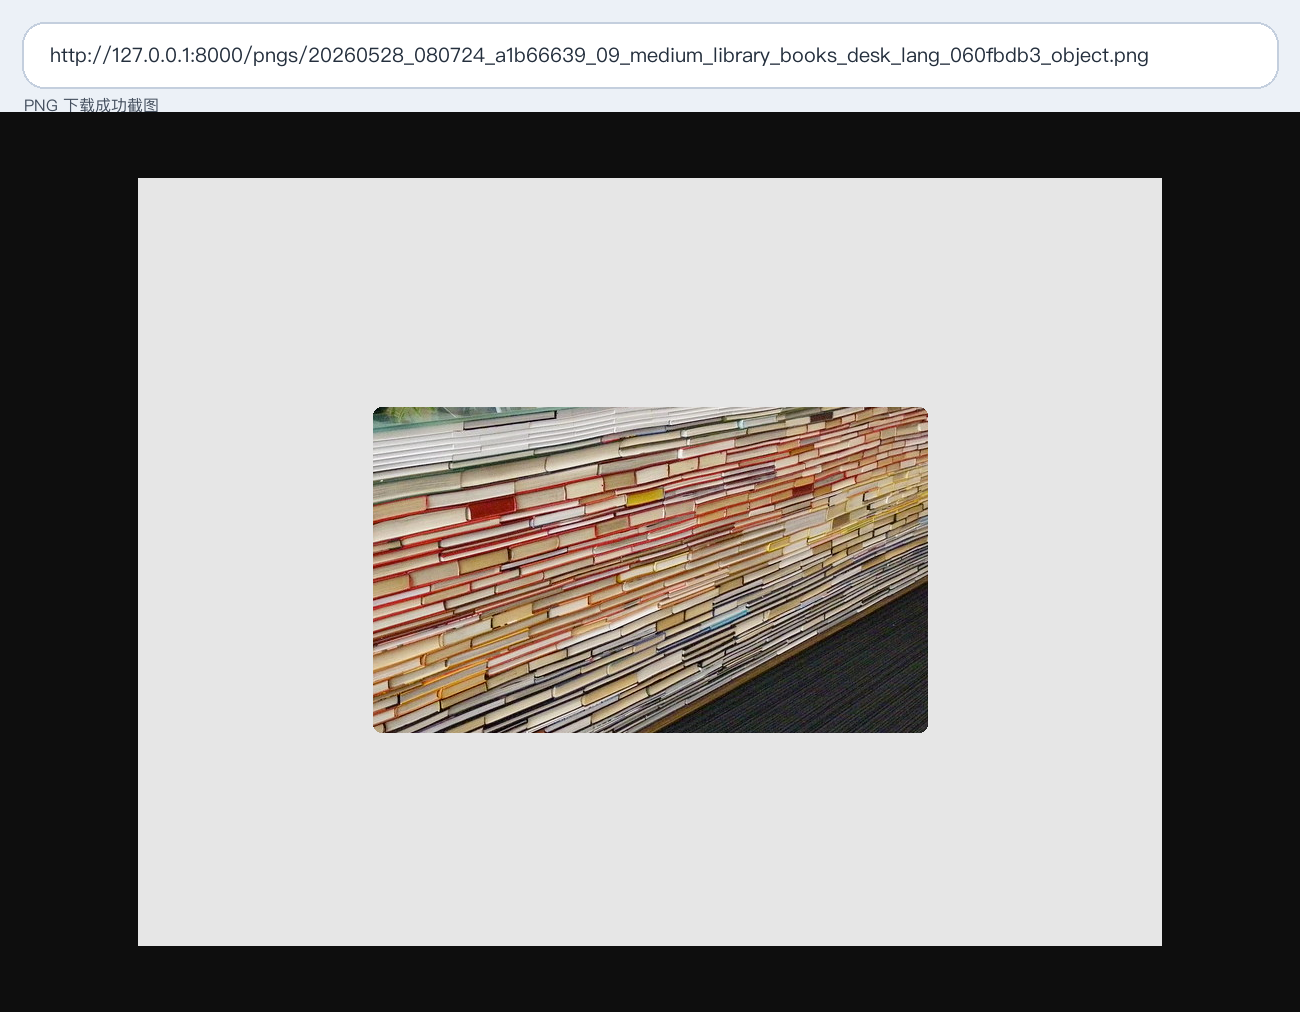 http://127.0.0.1:8000/pngs/20260528_080724_a1b66639_09_medium_library_books_desk_lang_060fbdb3_object.png
PNG 下载成功截图